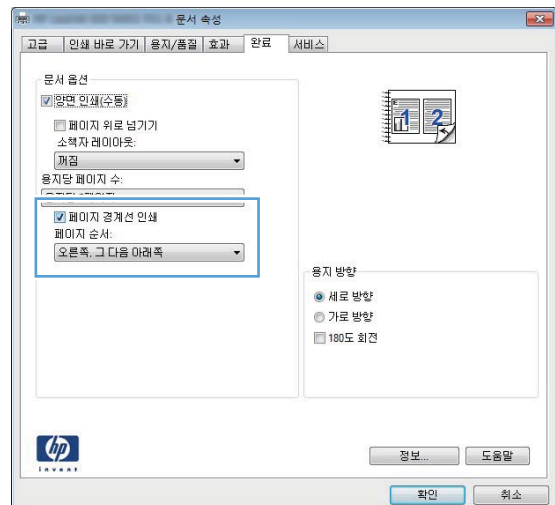 문서 속성
고급 인쇄 바로 가기 용지/품질 효과 완료 서비스
문서 옵션
양면 인쇄(수동)
페이지 위로 넘기기
소책자 레이아웃:
꺼짐
용지당 페이지 수:
페이지 경계선 인쇄
페이지 순서:
오른쪽, 그 다음 아래쪽
1 2
용지 방향
세로 방향
가로 방향
180도 회전
hp
invent
정보... 도움말
확인 취소